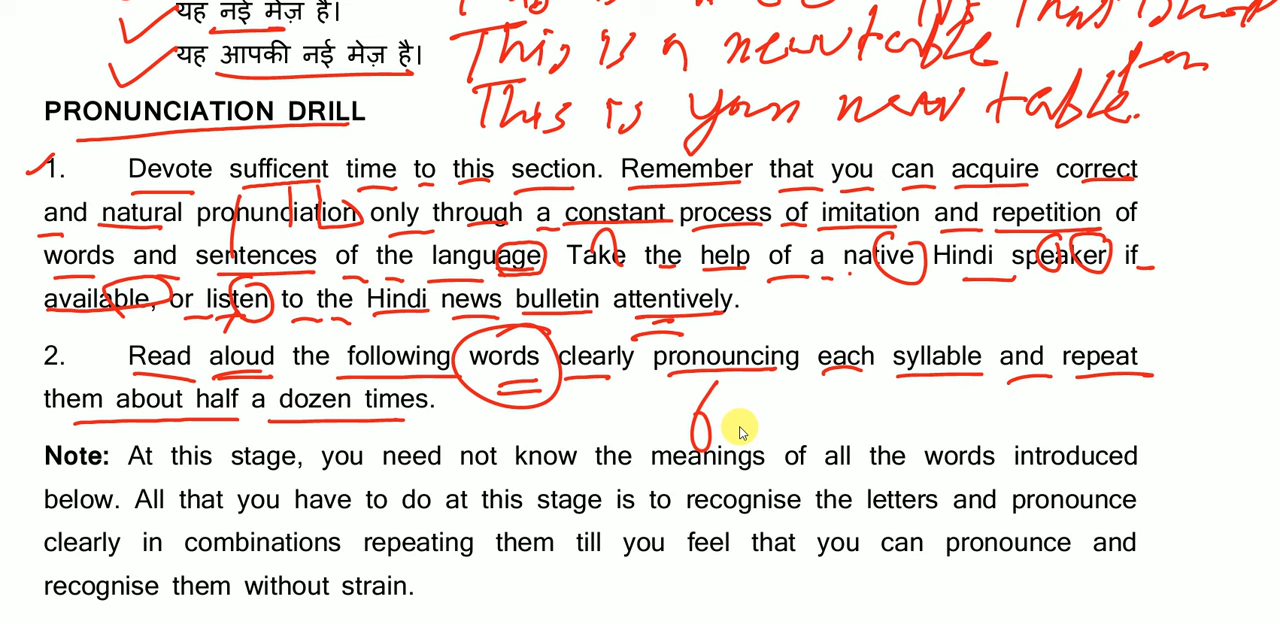 यह नई मेज़ है। This is a new table
यह आपकी नई मेज़ है। This is your new table.
PRONUNCIATION DRILL
1. Devote sufficent time to this section. Remember that you can acquire correct
and natural pronunciation only through a constant process of imitation and repetition of
words and sentences of the language Take the help of a native Hindi speaker if
available, or listen to the Hindi news bulletin attentively.
2. Read aloud the following words clearly pronouncing each syllable and repeat
them about half a dozen times.
6
Note: At this stage, you need not know the meanings of all the words introduced
below. All that you have to do at this stage is to recognise the letters and pronounce
clearly in combinations repeating them till you feel that you can pronounce and
recognise them without strain.